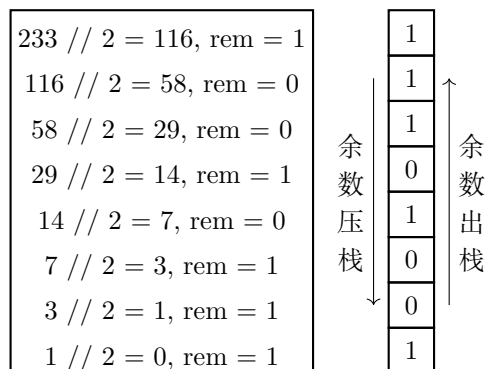 233 // 2 = 116, rem = 1
116 // 2 = 58, rem = 0
58 // 2 = 29, rem = 0
29 // 2 = 14, rem = 1
14 // 2 = 7, rem = 0
7 // 2 = 3, rem = 1
3 // 2 = 1, rem = 1
1 // 2 = 0, rem = 1
余数压栈
1
1
1
0
1
0
0
1
余数出栈